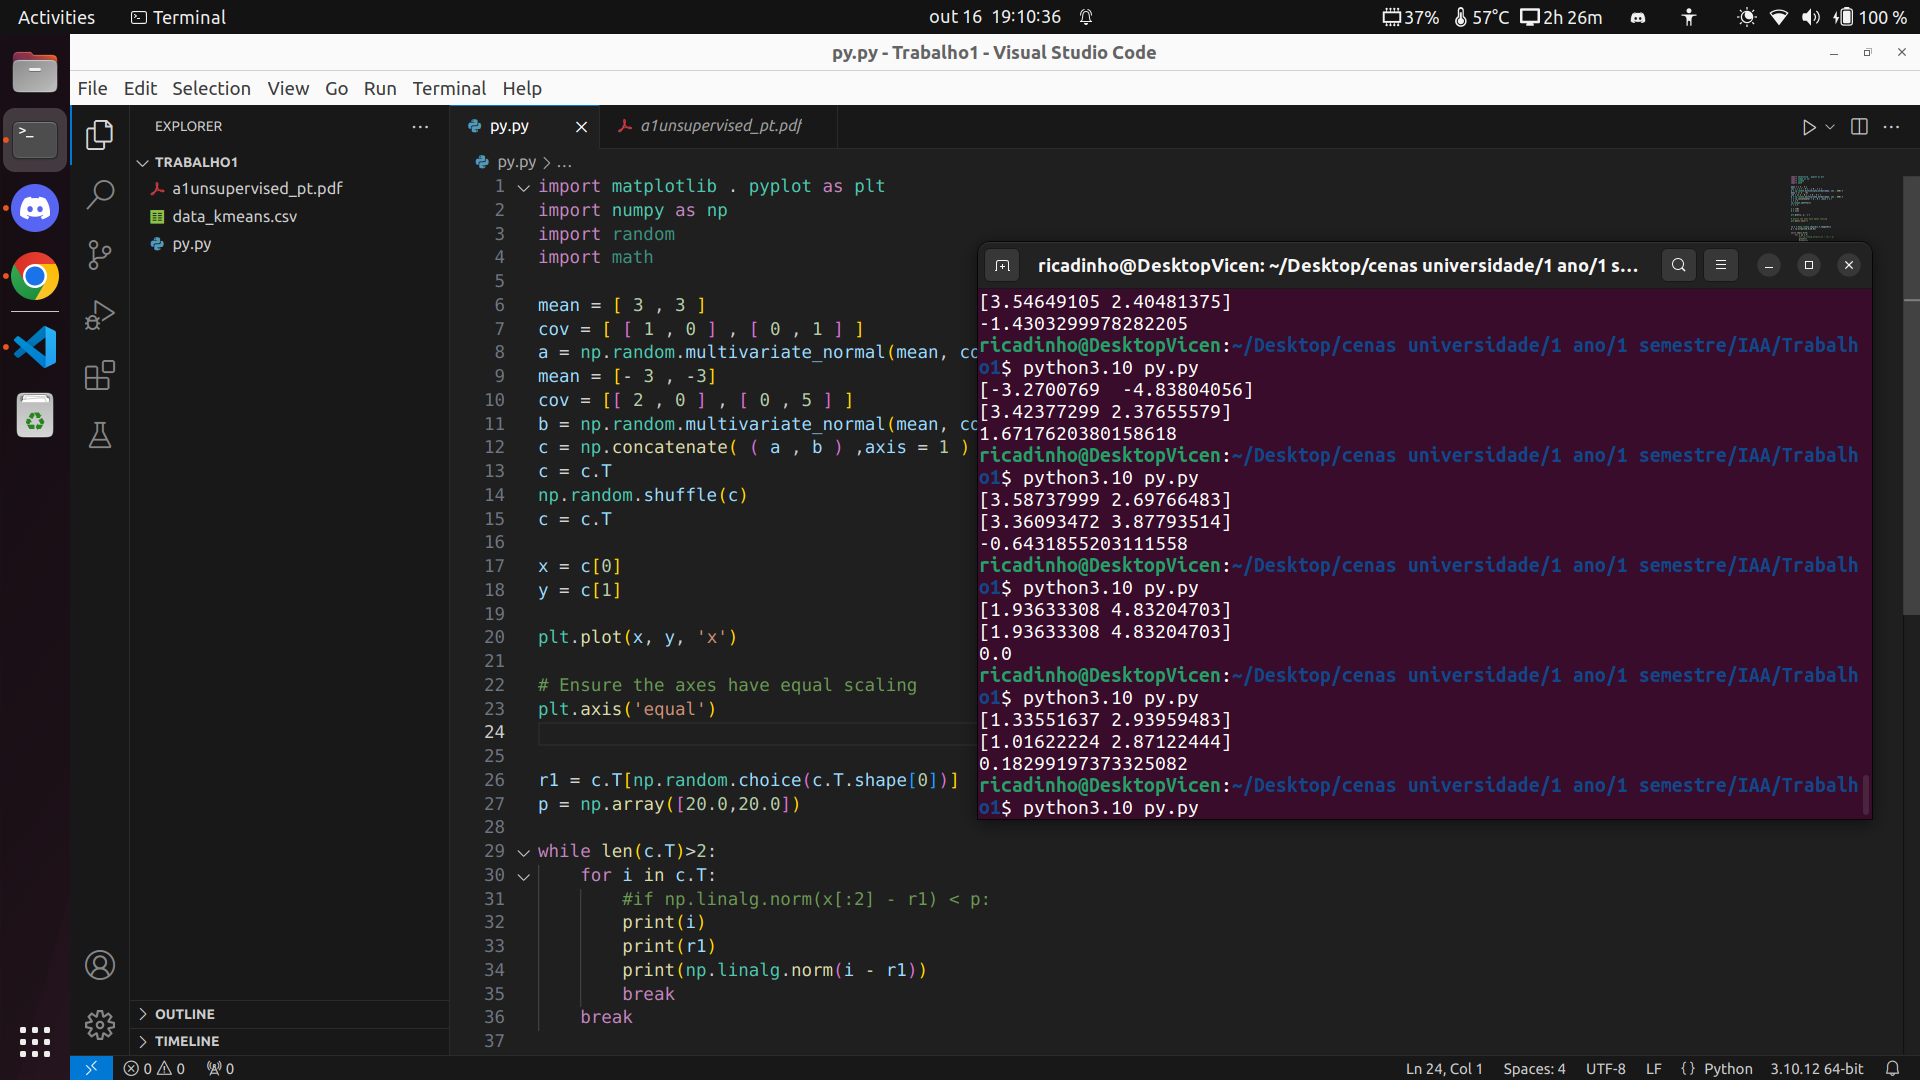 Activities
Terminal
out 16 19:10:36
37%
57°C
2h 26m
100 %
py.py - Trabalho1 - Visual Studio Code
File Edit Selection View Go Run Terminal Help
EXPLORER
TRABALHO1
a1unsupervised_pt.pdf
data_kmeans.csv
py.py
OUTLINE
TIMELINE
py.py
a1unsupervised_pt.pdf
py.py > ...
1 import matplotlib . pyplot as plt
2 import numpy as np
3 import random
4 import math
5
6 mean = [ 3 , 3 ]
7 cov = [ [ 1 , 0 ] , [ 0 , 1 ] ]
8 a = np.random.multivariate_normal(mean, co
9 mean = [- 3 , -3]
10 cov = [[ 2 , 0 ] , [ 0 , 5 ] ]
11 b = np.random.multivariate_normal(mean, co
12 c = np.concatenate( ( a , b ) ,axis = 1 )
13 c = c.T
14 np.random.shuffle(c)
15 c = c.T
16
17 x = c[0]
18 y = c[1]
19
20 plt.plot(x, y, 'x')
21
22 # Ensure the axes have equal scaling
23 plt.axis('equal')
24
25
26 r1 = c.T[np.random.choice(c.T.shape[0])]
27 p = np.array([20.0,20.0])
28
29 while len(c.T)>2:
30 for i in c.T:
31 #if np.linalg.norm(x[:2] - r1) < p:
32 print(i)
33 print(r1)
34 print(np.linalg.norm(i - r1))
35 break
36 break
37
ricadinho@DesktopVicen: ~/Desktop/cenas universidade/1 ano/1 s...
[3.54649105 2.40481375]
-1.4303299978282205
ricadinho@DesktopVicen:~/Desktop/cenas universidade/1 ano/1 semestre/IAA/Trabalh
o1$ python3.10 py.py
[-3.2700769  -4.83804056]
[3.42377299 2.37655579]
1.6717620380158618
ricadinho@DesktopVicen:~/Desktop/cenas universidade/1 ano/1 semestre/IAA/Trabalh
o1$ python3.10 py.py
[3.58737999 2.69766483]
[3.36093472 3.87793514]
-0.6431855203111558
ricadinho@DesktopVicen:~/Desktop/cenas universidade/1 ano/1 semestre/IAA/Trabalh
o1$ python3.10 py.py
[1.93633308 4.83204703]
[1.93633308 4.83204703]
0.0
ricadinho@DesktopVicen:~/Desktop/cenas universidade/1 ano/1 semestre/IAA/Trabalh
o1$ python3.10 py.py
[1.33551637 2.93959483]
[1.01622224 2.87122444]
0.18299197373325082
ricadinho@DesktopVicen:~/Desktop/cenas universidade/1 ano/1 semestre/IAA/Trabalh
o1$ python3.10 py.py
0 0 0
Ln 24, Col 1
Spaces: 4
UTF-8
LF
{ } Python
3.10.12 64-bit